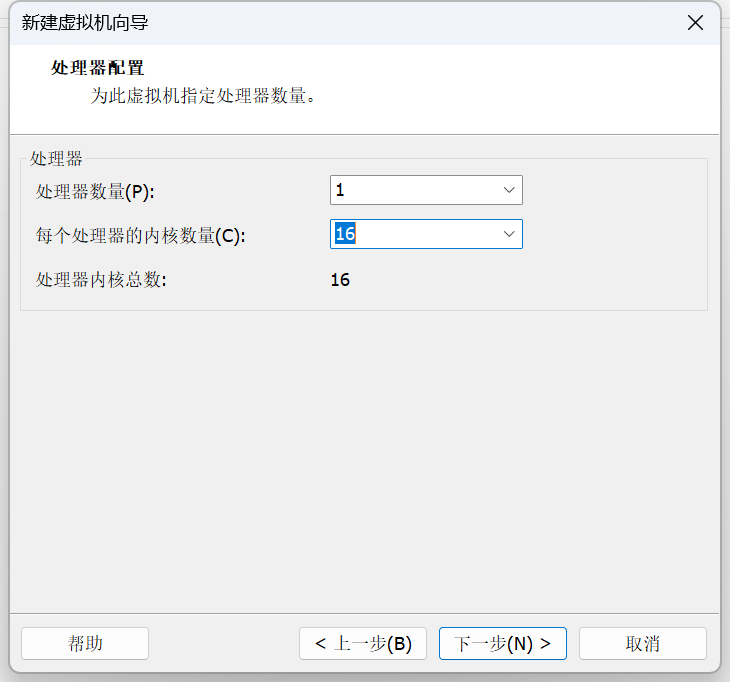 新建虚拟机向导
处理器配置
为此虚拟机指定处理器数量。
处理器
处理器数量(P): 1
每个处理器的内核数量(C): 16
处理器内核总数: 16
帮助 < 上一步(B) 下一步(N) > 取消